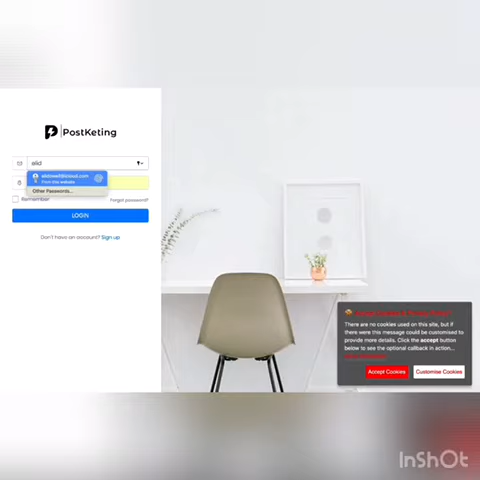 PostKeting
alid
From this website
Other Passwords...
Remember
Forgot password?
LOGIN
Don't have an account? Sign up
There are no cookies used on this site, but if
there were this message could be customised to
provide more details. Click the accept button
below to see the optional callback in action...
Accept Cookies
Customise Cookies
InShOt